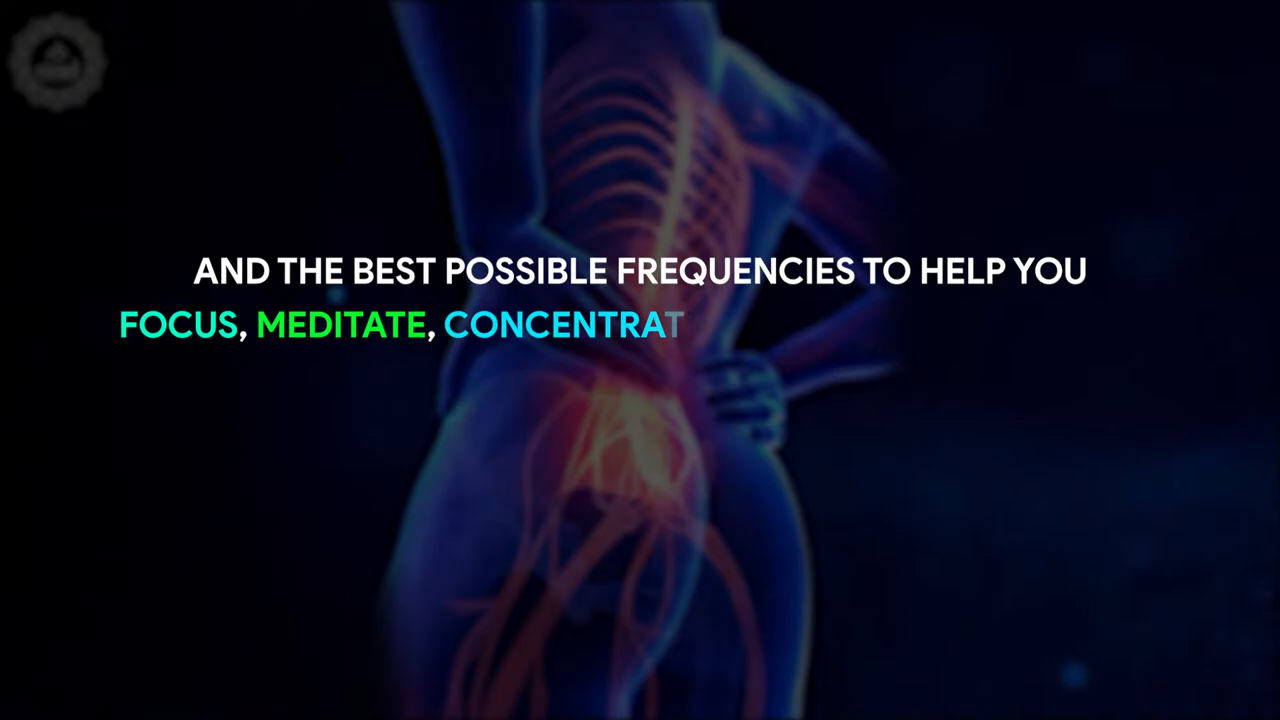 AND THE BEST POSSIBLE FREQUENCIES TO HELP YOU
FOCUS, MEDITATE, CONCENTRAT